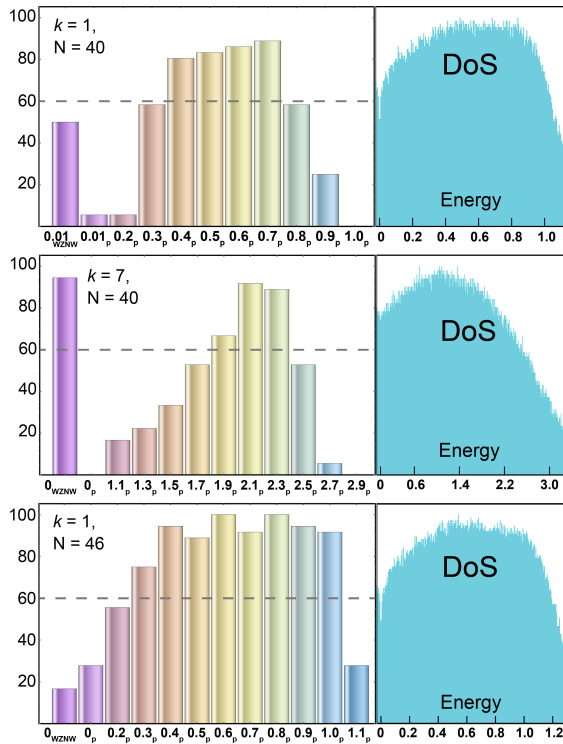 100
80
60
40
20
k = 1,
N = 40
0.01WZNW 0.01p 0.2p 0.3p 0.4p 0.5p 0.6p 0.7p 0.8p 0.9p 1.0p
DoS
Energy
0 0.2 0.4 0.6 0.8 1.0
100
80
60
40
20
k = 7,
N = 40
0WZNW 0p 1.1p 1.3p 1.5p 1.7p 1.9p 2.1p 2.3p 2.5p 2.7p 2.9p
DoS
Energy
0 0.6 1.4 2.2 3.0
100
80
60
40
20
k = 1,
N = 46
0WZNW 0p 0.2p 0.3p 0.4p 0.5p 0.6p 0.7p 0.8p 0.9p 1.0p 1.1p
DoS
Energy
0 0.2 0.4 0.6 0.8 1.0 1.2